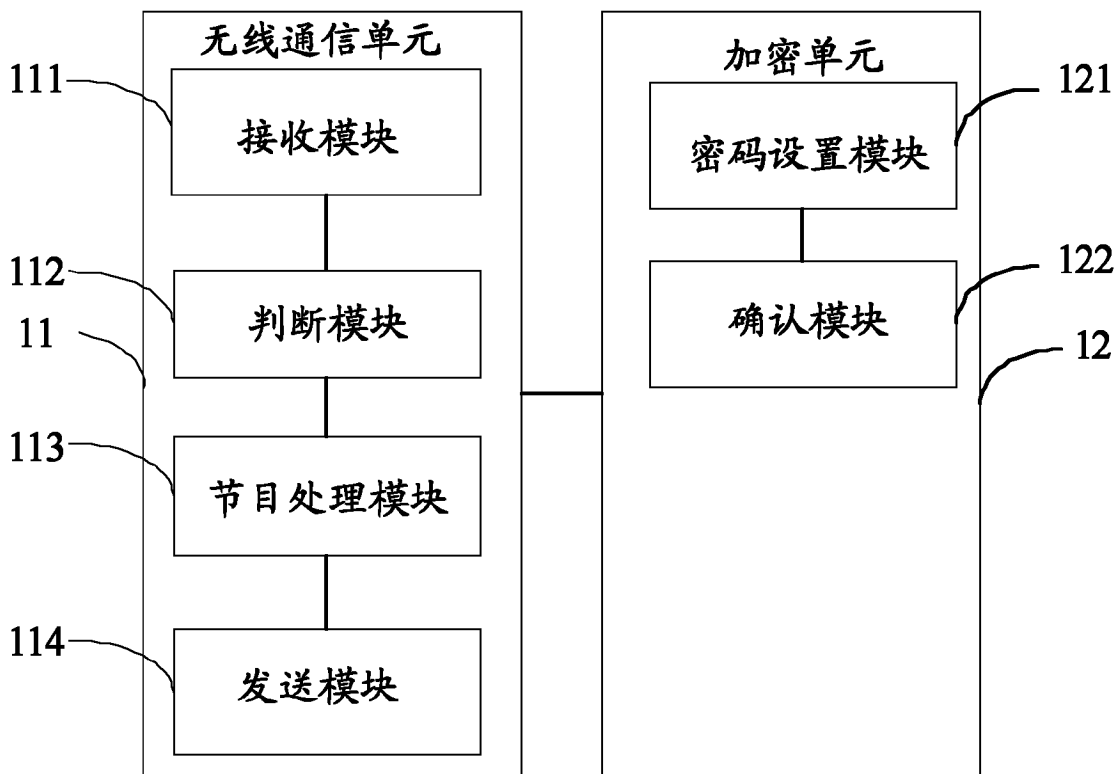 无线通信单元
111
接收模块
112
判断模块
11
113
节目处理模块
114
发送模块
加密单元
121
密码设置模块
122
确认模块
12